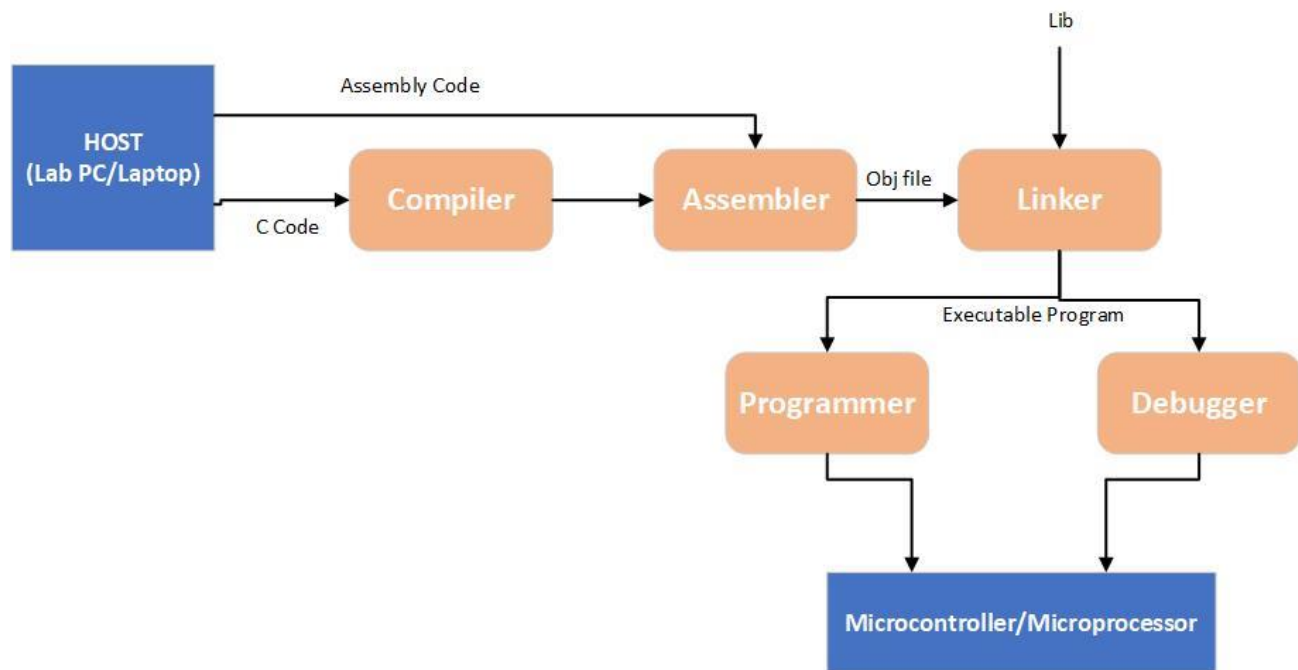 Lib
Assembly Code
HOST
(Lab PC/Laptop)
Compiler
Assembler
Obj file
Linker
C Code
Executable Program
Programmer
Debugger
Microcontroller/Microprocessor